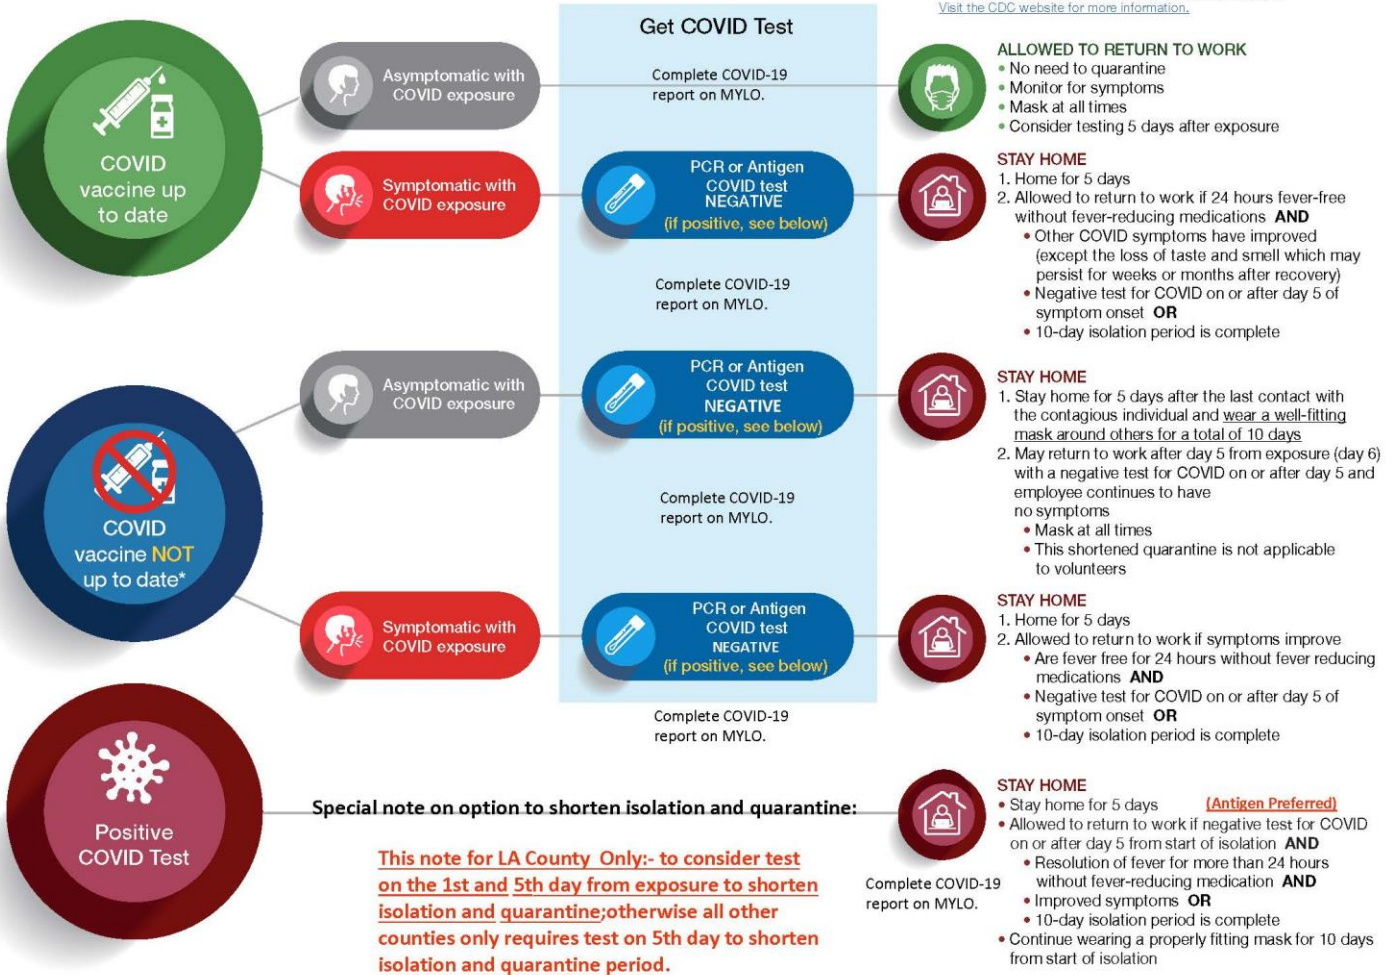 Visit the CDC website for more information.
Get COVID Test
COVID
vaccine up
to date
Asymptomatic with
COVID exposure
Complete COVID-19
report on MYLO.
ALLOWED TO RETURN TO WORK
• No need to quarantine
• Monitor for symptoms
• Mask at all times
• Consider testing 5 days after exposure
Symptomatic with
COVID exposure
PCR or Antigen
COVID test
NEGATIVE
(if positive, see below)
STAY HOME
1. Home for 5 days
2. Allowed to return to work if 24 hours fever-free
without fever-reducing medications AND
• Other COVID symptoms have improved
(except the loss of taste and smell which may
persist for weeks or months after recovery)
• Negative test for COVID on or after day 5 of
symptom onset OR
• 10-day isolation period is complete
Complete COVID-19
report on MYLO.
COVID
vaccine NOT
up to date*
Asymptomatic with
COVID exposure
PCR or Antigen
COVID test
NEGATIVE
(if positive, see below)
STAY HOME
1. Stay home for 5 days after the last contact with
the contagious individual and wear a well-fitting
mask around others for a total of 10 days
2. May return to work after day 5 from exposure (day 6)
with a negative test for COVID on or after day 5 and
employee continues to have
no symptoms
• Mask at all times
• This shortened quarantine is not applicable
to volunteers
Complete COVID-19
report on MYLO.
Symptomatic with
COVID exposure
PCR or Antigen
COVID test
NEGATIVE
(if positive, see below)
STAY HOME
1. Home for 5 days
2. Allowed to return to work if symptoms improve
• Are fever free for 24 hours without fever reducing
medications AND
• Negative test for COVID on or after day 5 of
symptom onset OR
• 10-day isolation period is complete
Complete COVID-19
report on MYLO.
Positive
COVID Test
Special note on option to shorten isolation and quarantine:
This note for LA County Only:- to consider test
on the 1st and 5th day from exposure to shorten
isolation and quarantine;otherwise all other
counties only requires test on 5th day to shorten
isolation and quarantine period.
Complete COVID-19
report on MYLO.
STAY HOME
• Stay home for 5 days (Antigen Preferred)
• Allowed to return to work if negative test for COVID
on or after day 5 from start of isolation AND
• Resolution of fever for more than 24 hours
without fever-reducing medication AND
• Improved symptoms OR
• 10-day isolation period is complete
• Continue wearing a properly fitting mask for 10 days
from start of isolation